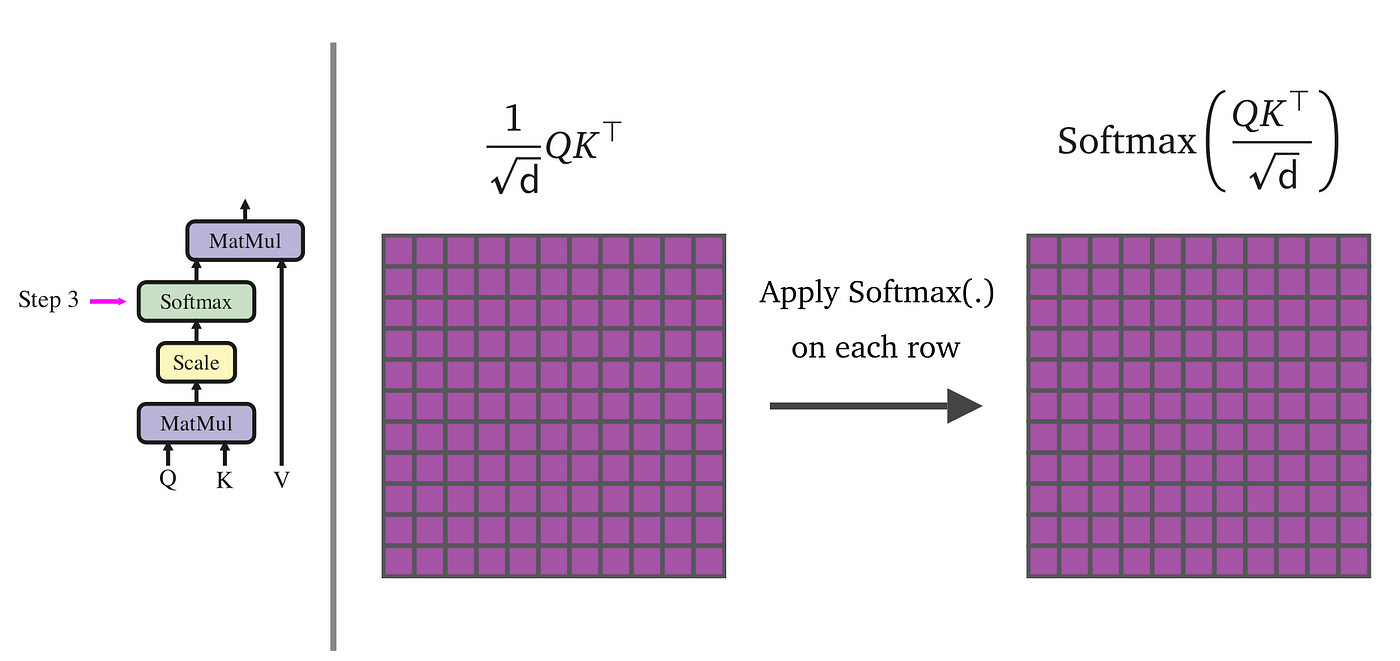 MatMul
Step 3
Softmax
Scale
MatMul
Q K V
1/√d QK⊤
Apply Softmax(.)
on each row
Softmax(QK⊤/√d)